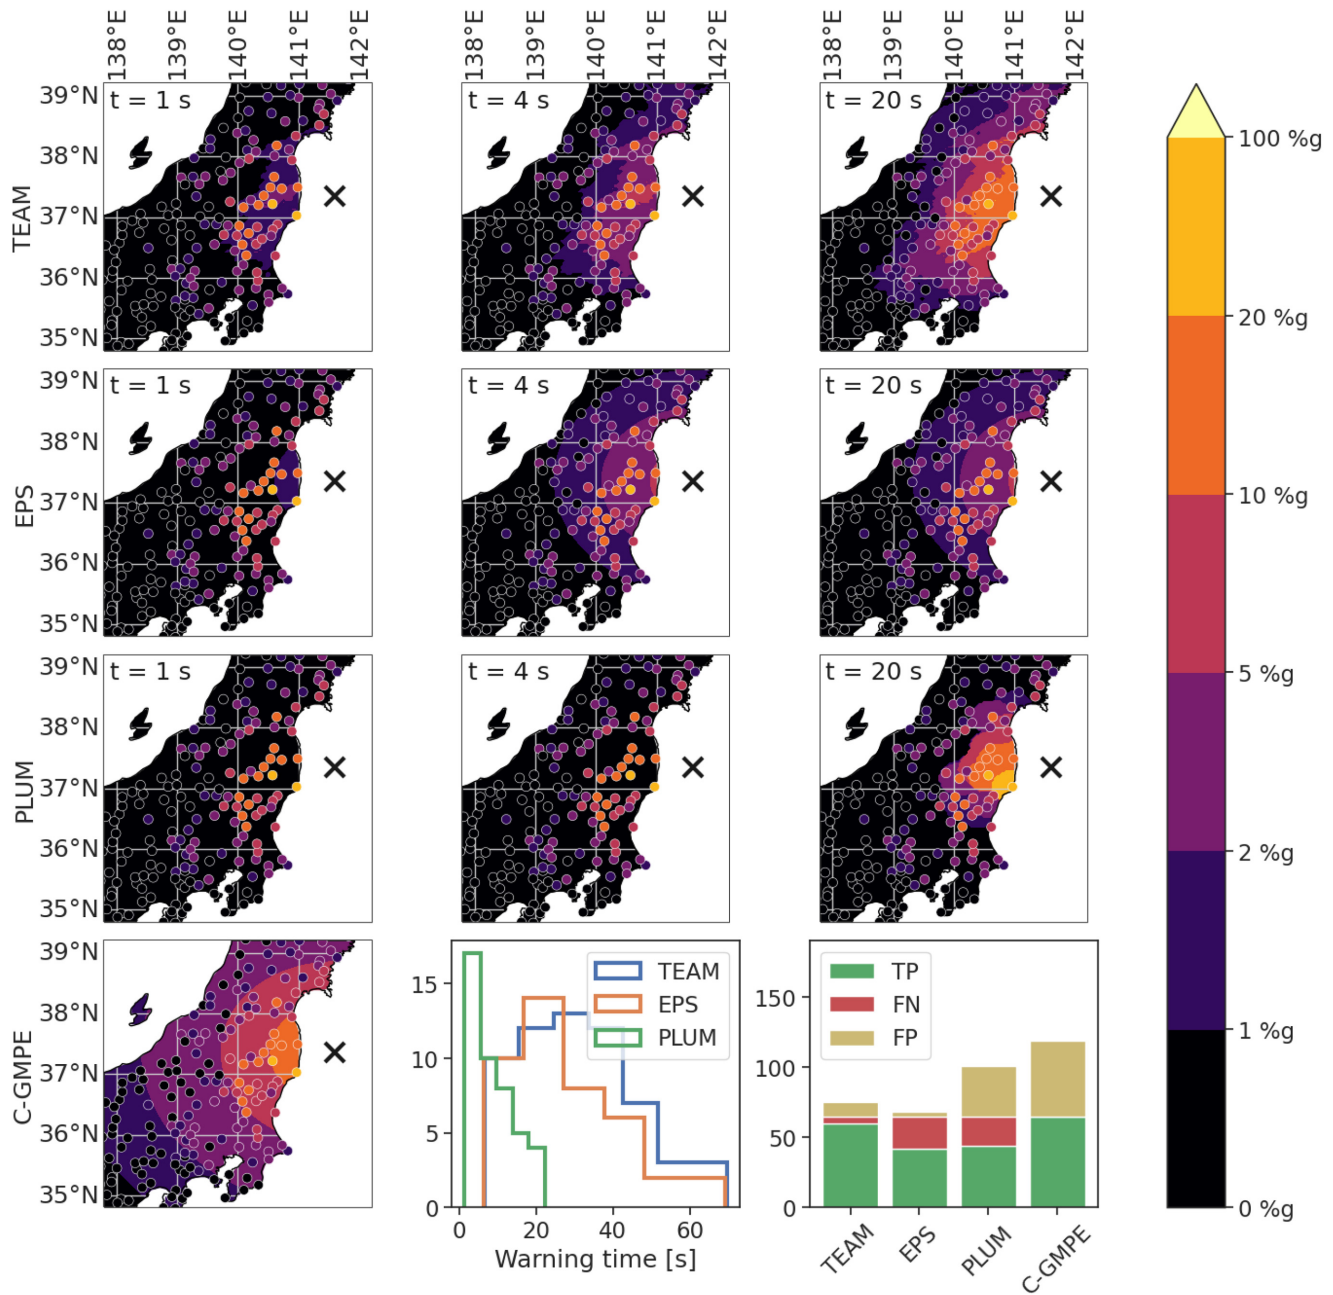 138°E 139°E 140°E 141°E 142°E
138°E 139°E 140°E 141°E 142°E
138°E 139°E 140°E 141°E 142°E
TEAM
39°N
38°N
37°N
36°N
35°N
t = 1 s
t = 4 s
t = 20 s
EPS
39°N
38°N
37°N
36°N
35°N
t = 1 s
t = 4 s
t = 20 s
PLUM
39°N
38°N
37°N
36°N
35°N
t = 1 s
t = 4 s
t = 20 s
C-GMPE
39°N
38°N
37°N
36°N
35°N
15
10
5
0
TEAM
EPS
PLUM
0 20 40 60
Warning time [s]
150
100
50
0
TP
FN
FP
TEAM EPS PLUM C-GMPE
100 %g
20 %g
10 %g
5 %g
2 %g
1 %g
0 %g